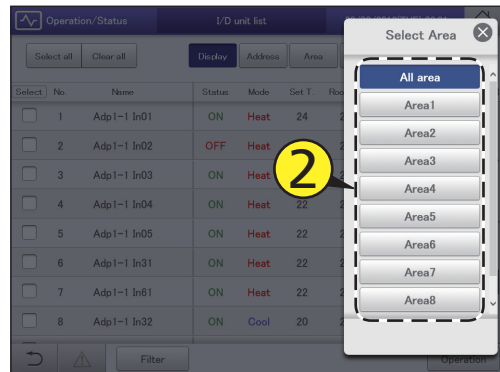 Operation/Status
I/D unit list
Select Area
Select all
Clear all
Display
Address
Area
Select
No.
Name
Status
Mode
Set T.
1
Adp1-1 In01
ON
Heat
24
2
Adp1-1 In02
OFF
Heat
3
Adp1-1 In03
ON
4
Adp1-1 In04
ON
22
5
Adp1-1 In05
ON
Heat
22
6
Adp1-1 In31
ON
Heat
22
7
Adp1-1 In61
ON
Heat
22
8
Adp1-1 In32
ON
Cool
20
Filter
Operation
All area
Area1
Area2
Area3
Area4
Area5
Area6
Area7
Area8
2